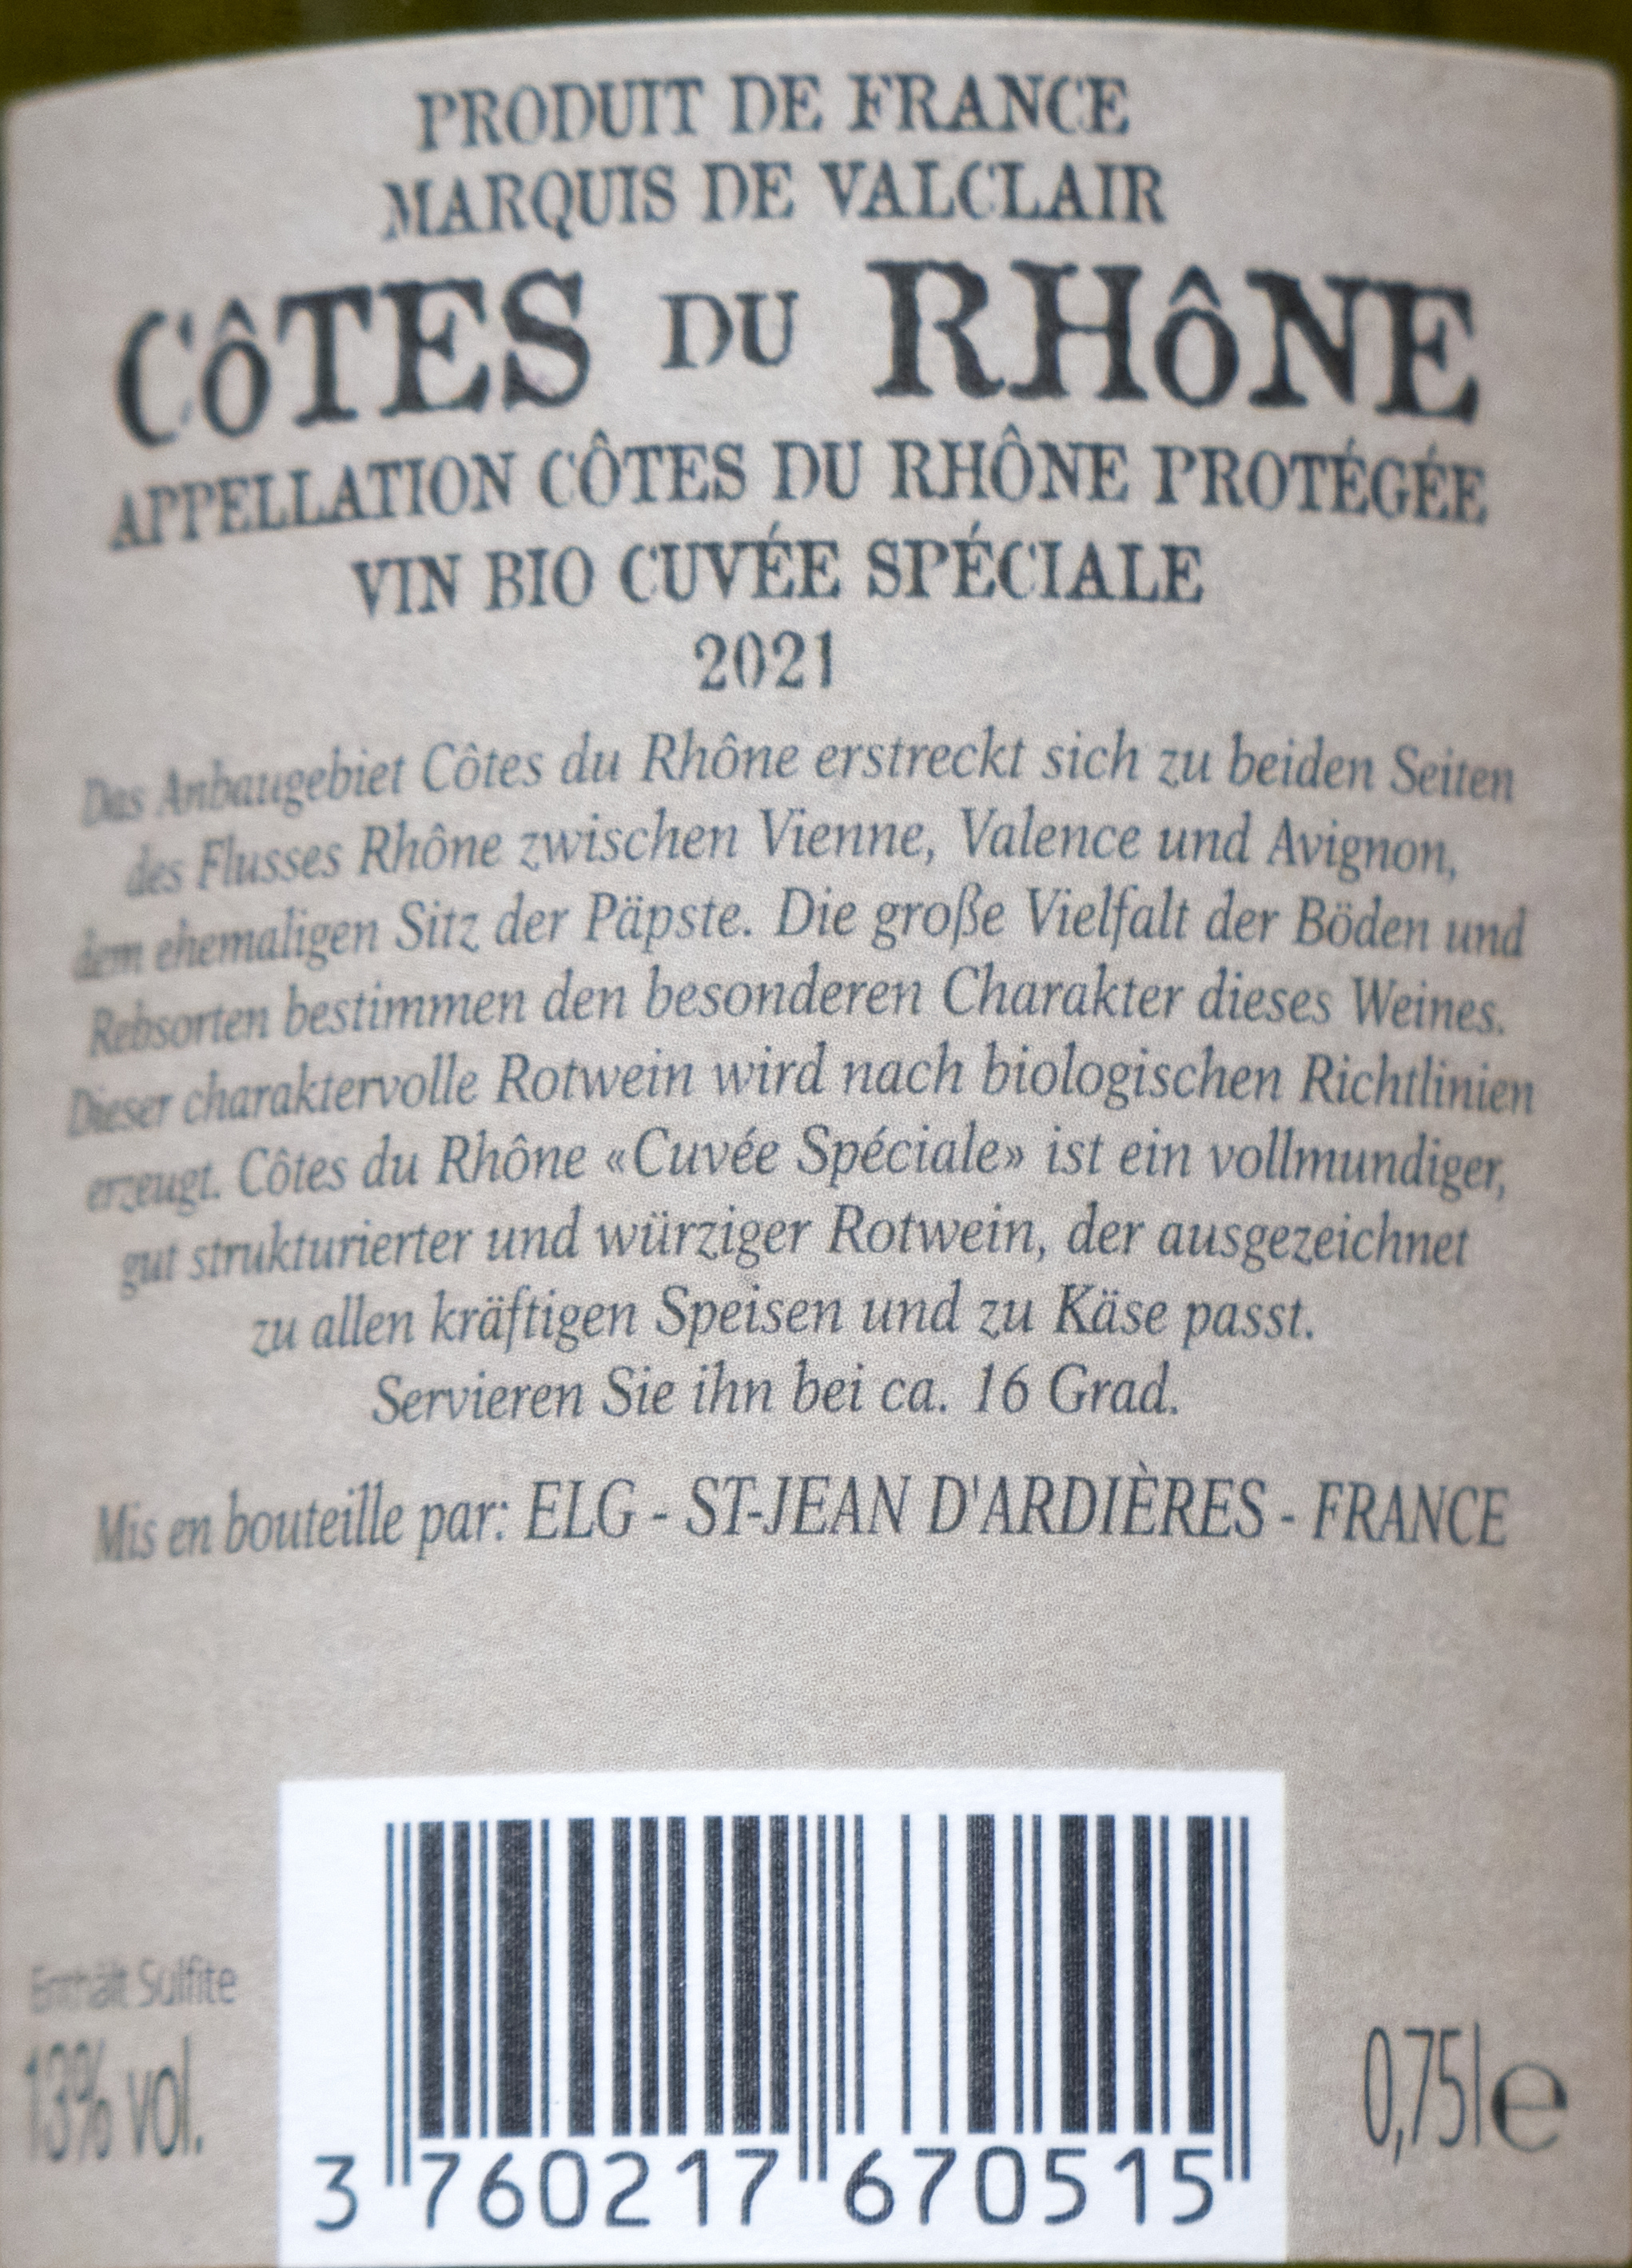 PRODUIT DE FRANCE
MARQUIS DE VALCLAIR
CôTES DU RHôNE
APPELLATION CÔTES DU RHÔNE PROTÉGÉE
VIN BIO CUVÉE SPÉCIALE
2021
Das Anbaugebiet Côtes du Rhône erstreckt sich zu beiden Seiten
des Flusses Rhône zwischen Vienne, Valence und Avignon,
dem ehemaligen Sitz der Päpste. Die große Vielfalt der Böden und
Rebsorten bestimmen den besonderen Charakter dieses Weines.
Dieser charaktervolle Rotwein wird nach biologischen Richtlinien
erzeugt. Côtes du Rhône «Cuvée Spéciale» ist ein vollmundiger,
gut strukturierter und würziger Rotwein, der ausgezeichnet
zu allen kräftigen Speisen und zu Käse passt.
Servieren Sie ihn bei ca. 16 Grad.
Mis en bouteille par: ELG - ST-JEAN D'ARDIÈRES - FRANCE
Enthält Sulfite
13% vol.
0,75l e
3 760217 670515